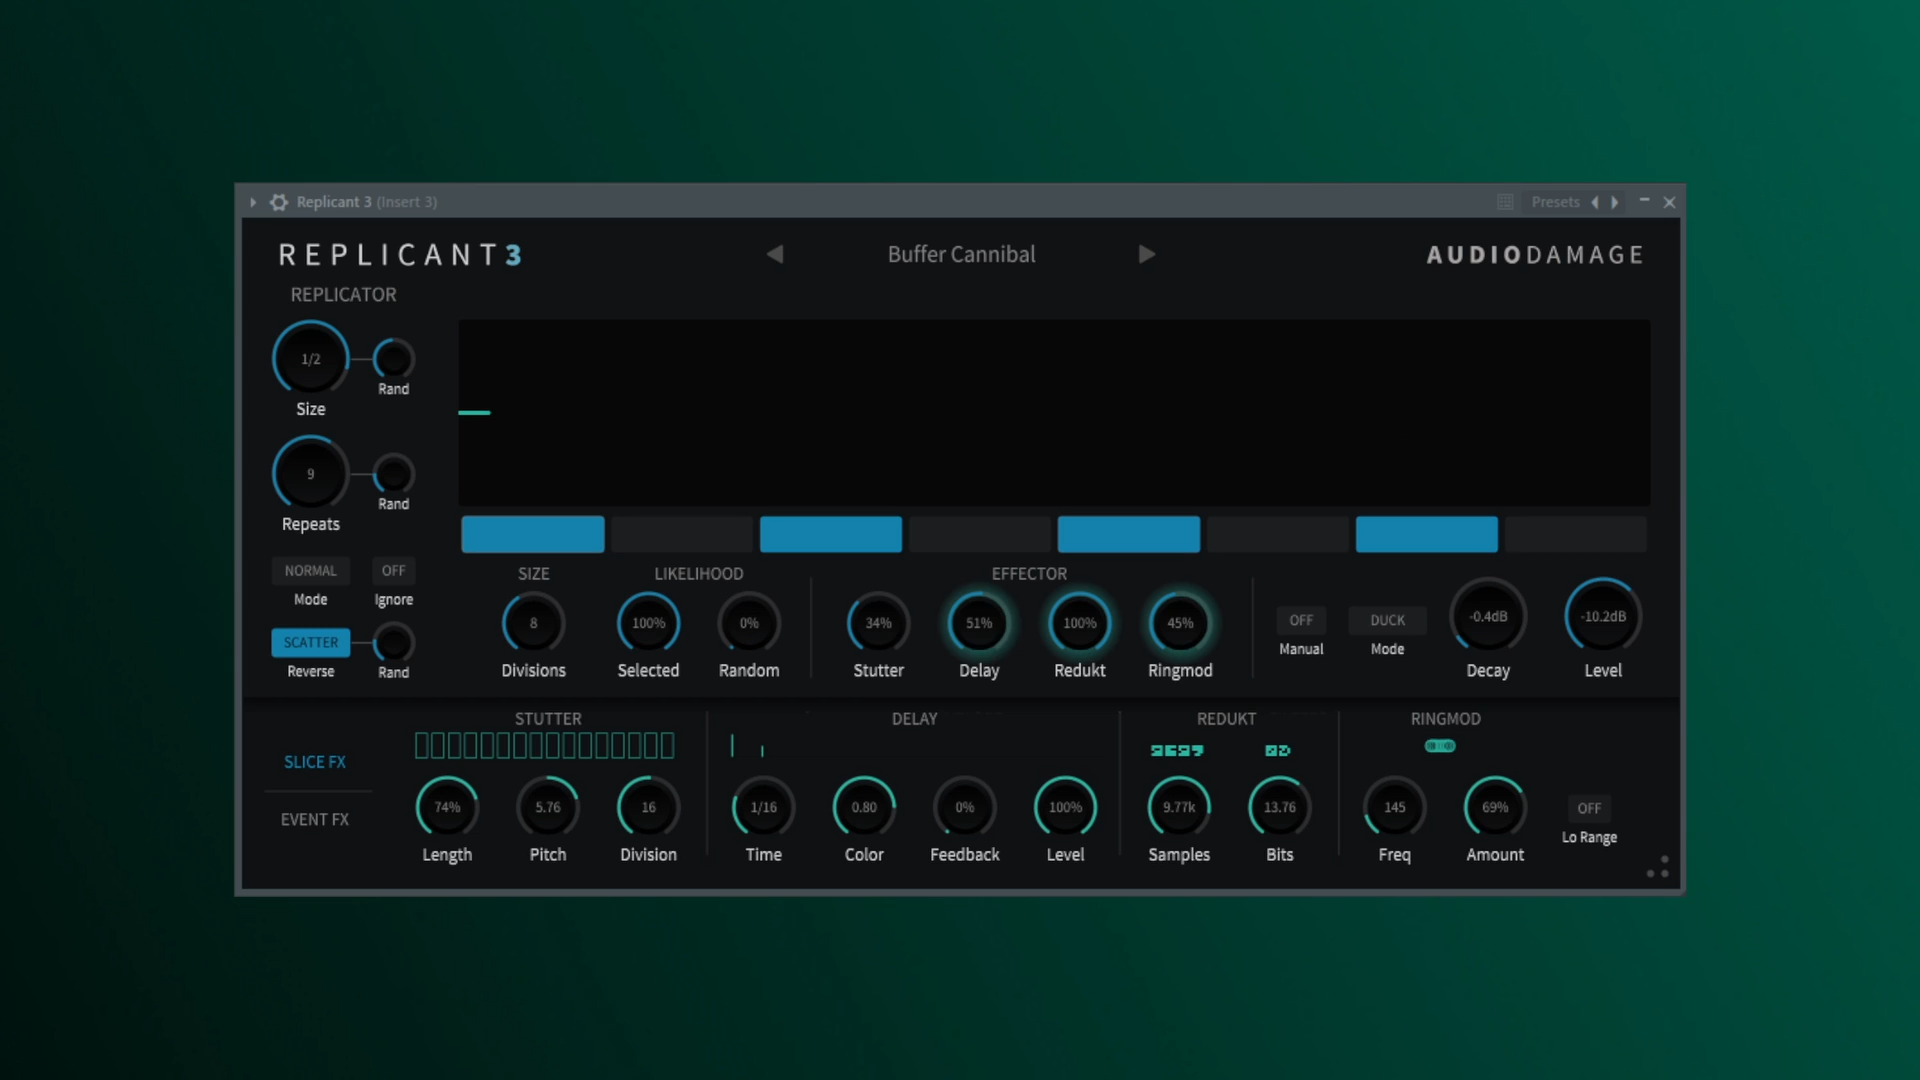 Replicant 3 (Insert 3)
Presets
REPLICANT3
Buffer Cannibal
AUDIODAMAGE
REPLICATOR
1/2
Rand
Size
9
Rand
Repeats
NORMAL
OFF
Mode
Ignore
SCATTER
Reverse
Rand
SIZE
LIKELIHOOD
EFFECTOR
8
100%
0%
34%
51%
100%
45%
OFF
DUCK
-0.4dB
-10.2dB
Manual
Mode
Divisions
Selected
Random
Stutter
Delay
Redukt
Ringmod
Decay
Level
STUTTER
DELAY
REDUKT
RINGMOD
SLICE FX
EVENT FX
74%
5.76
16
1/16
0.80
0%
100%
9.77k
13.76
145
69%
OFF
Lo Range
Length
Pitch
Division
Time
Color
Feedback
Level
Samples
Bits
Freq
Amount